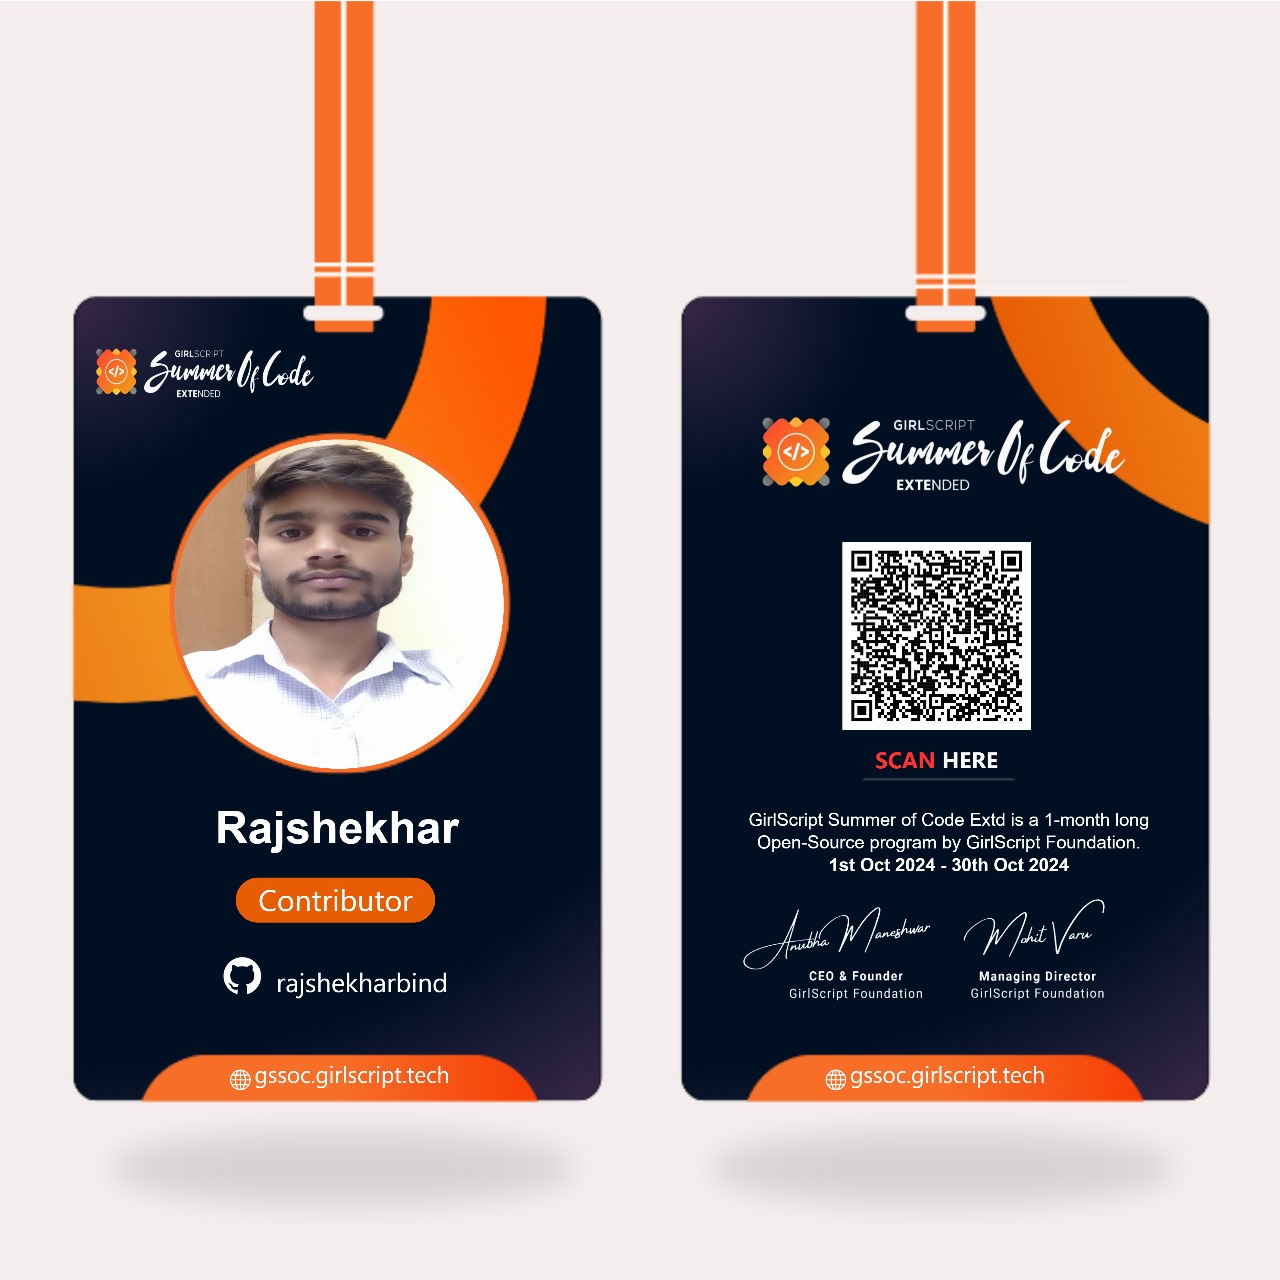 GIRLSCRIPT
Summer Of Code
EXTENDED
Rajshekhar
Contributor
rajshekharbind
gssoc.girlscript.tech
GIRLSCRIPT
Summer Of Code
EXTENDED
SCAN HERE
GirlScript Summer of Code Extd is a 1-month long
Open-Source program by GirlScript Foundation.
1st Oct 2024 - 30th Oct 2024
Anubha Maneshwar
CEO & Founder
GirlScript Foundation
Mohit Varu
Managing Director
GirlScript Foundation
gssoc.girlscript.tech